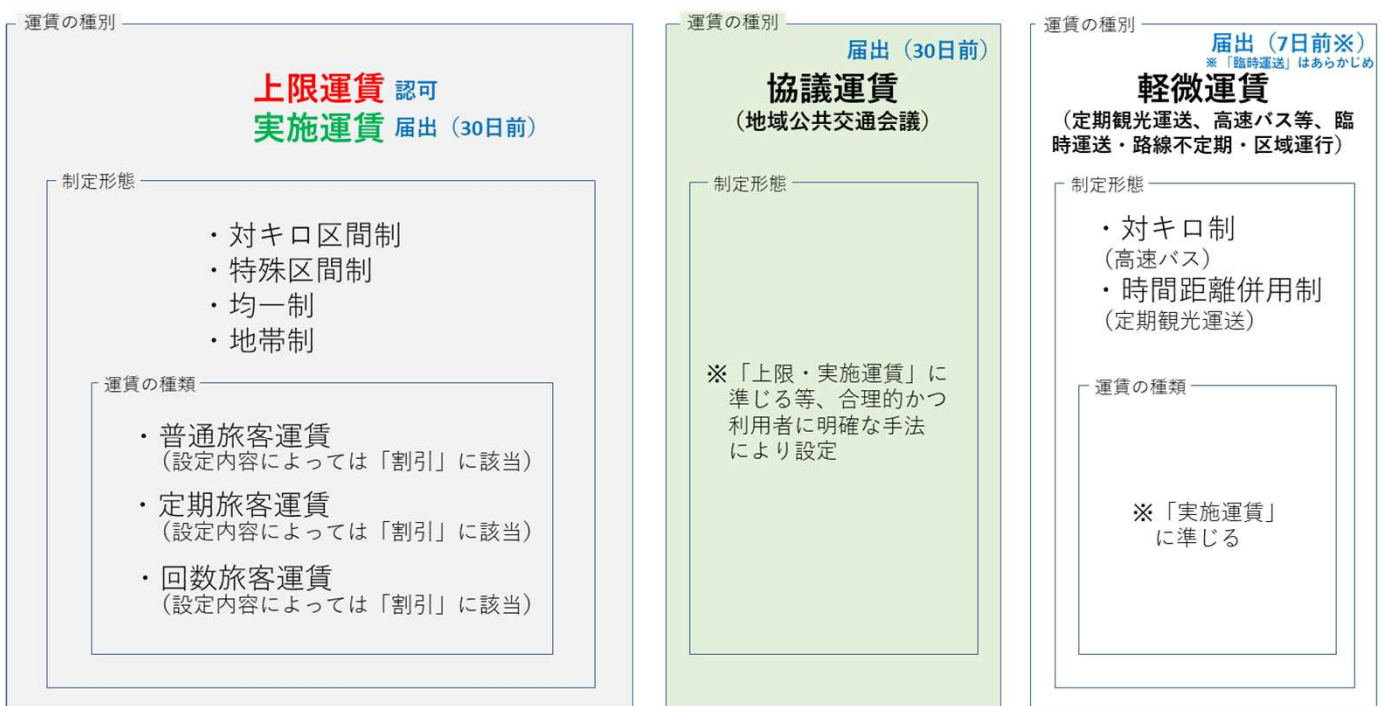 運賃の種別
上限運賃 認可
実施運賃 届出（30日前）
制定形態
・対キロ区間制
・特殊区間制
・均一制
・地帯制
運賃の種類
・普通旅客運賃
（設定内容によっては「割引」に該当）
・定期旅客運賃
（設定内容によっては「割引」に該当）
・回数旅客運賃
（設定内容によっては「割引」に該当）
運賃の種別
届出（30日前）
協議運賃
（地域公共交通会議）
制定形態
※「上限・実施運賃」に
準じる等、合理的かつ
利用者に明確な手法
により設定
運賃の種別
届出（7日前※）
※「臨時運送」はあらかじめ
軽微運賃
（定期観光運送、高速バス等、臨
時運送・路線不定期・区域運行）
制定形態
・対キロ制
（高速バス）
・時間距離併用制
（定期観光運送）
運賃の種類
※「実施運賃」
に準じる